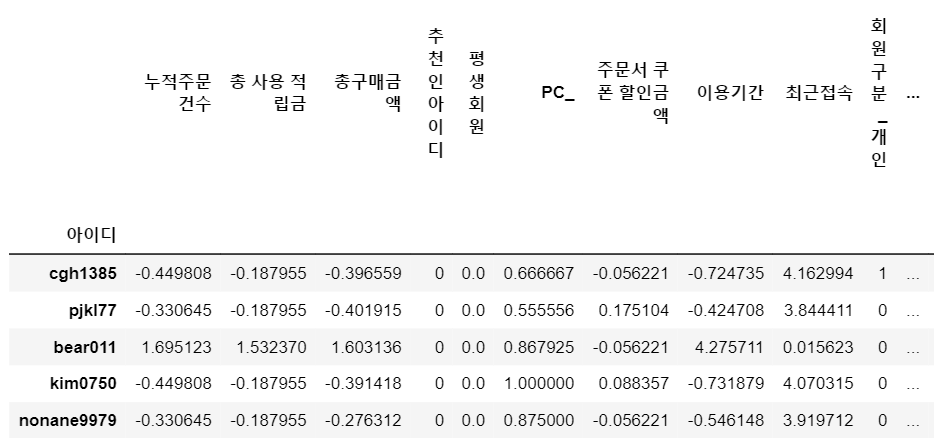 누적주문건수 총 사용 적립금 총구매금액 추천인아이디 평생회원 PC_ 주문서 쿠폰 할인금액 이용기간 최근접속 회원구분_개인 ...
아이디
cgh1385 -0.449808 -0.187955 -0.396559 0 0.0 0.666667 -0.056221 -0.724735 4.162994 1 ...
pjkl77 -0.330645 -0.187955 -0.401915 0 0.0 0.555556 0.175104 -0.424708 3.844411 0 ...
bear011 1.695123 1.532370 1.603136 0 0.0 0.867925 -0.056221 4.275711 0.015623 0 ...
kim0750 -0.449808 -0.187955 -0.391418 0 0.0 1.000000 0.088357 -0.731879 4.070315 0 ...
nonane9979 -0.330645 -0.187955 -0.276312 0 0.0 0.875000 -0.056221 -0.546148 3.919712 0 ...